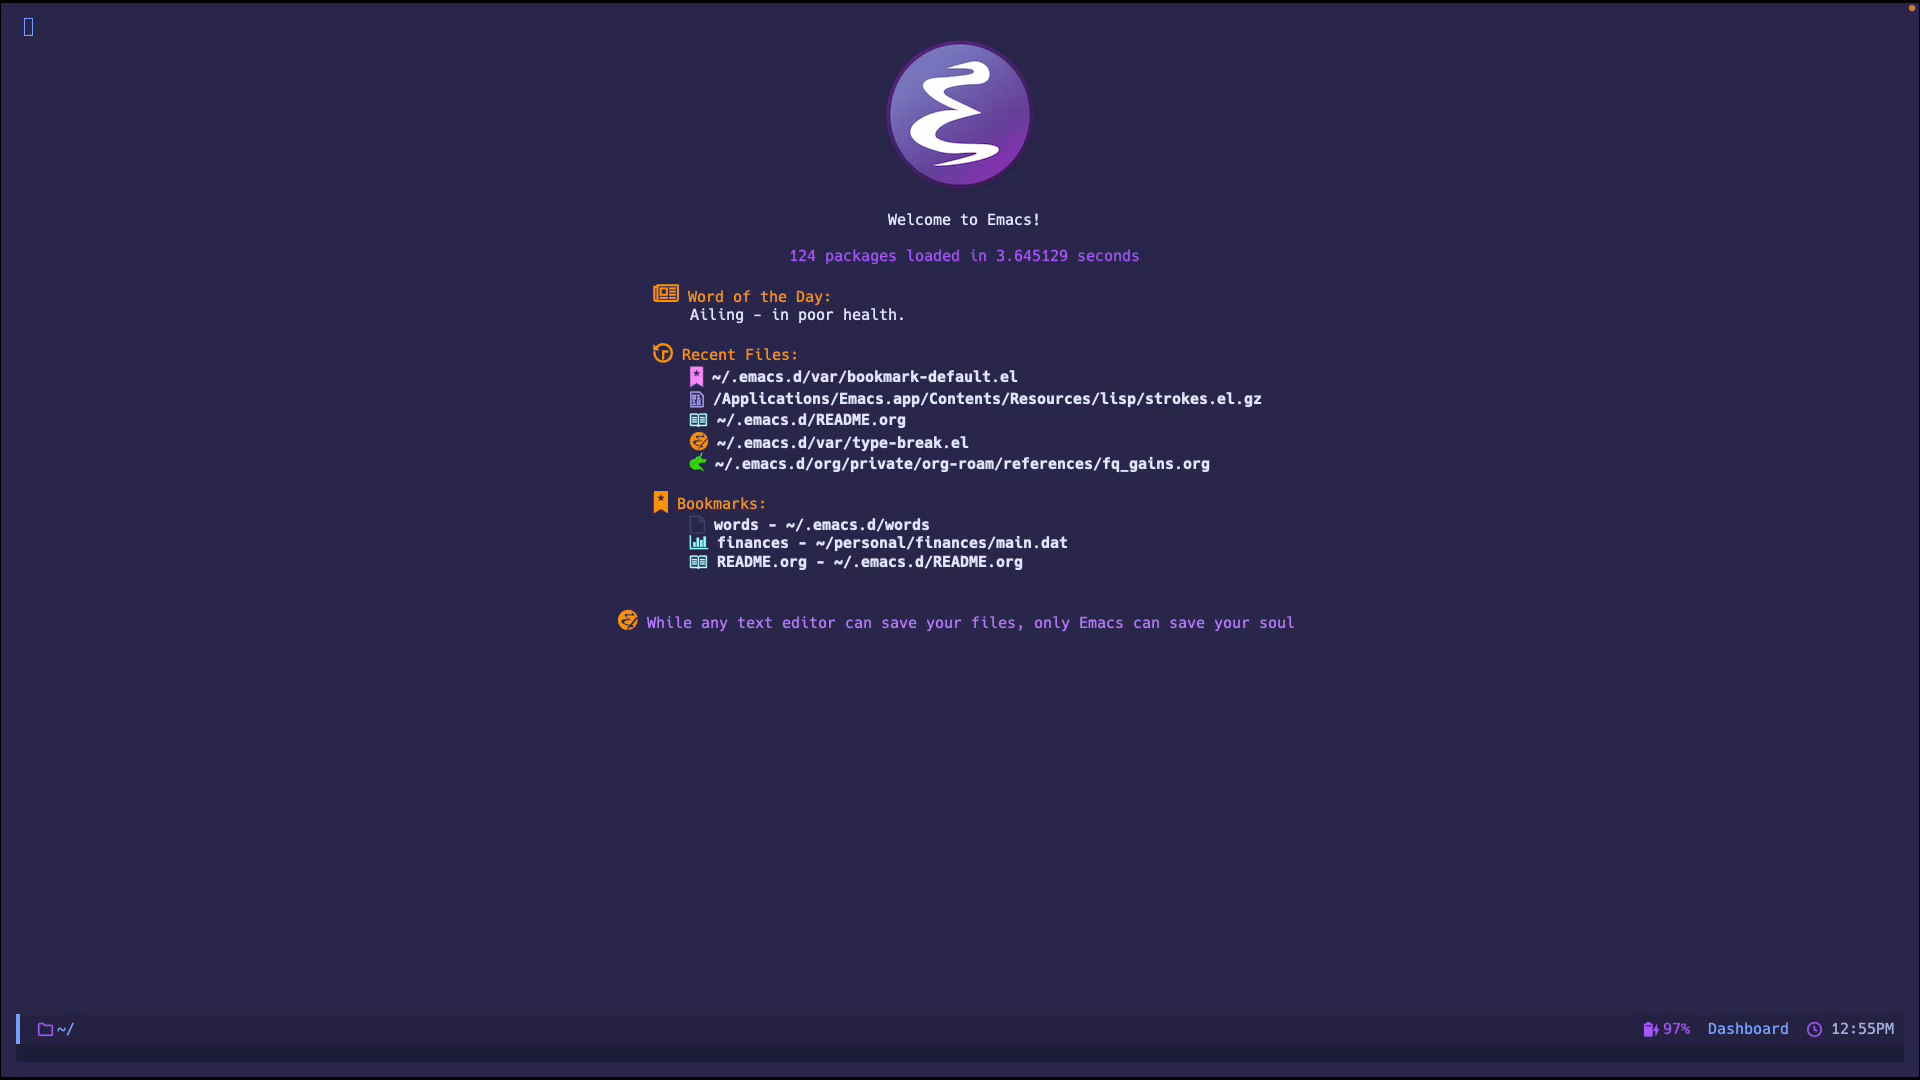 Welcome to Emacs!
124 packages loaded in 3.645129 seconds
Word of the Day:
Ailing - in poor health.
Recent Files:
~/.emacs.d/var/bookmark-default.el
/Applications/Emacs.app/Contents/Resources/lisp/strokes.el.gz
~/.emacs.d/README.org
~/.emacs.d/var/type-break.el
~/.emacs.d/org/private/org-roam/references/fq_gains.org
Bookmarks:
words - ~/.emacs.d/words
finances - ~/personal/finances/main.dat
README.org - ~/.emacs.d/README.org
While any text editor can save your files, only Emacs can save your soul
~/ 97% Dashboard 12:55PM